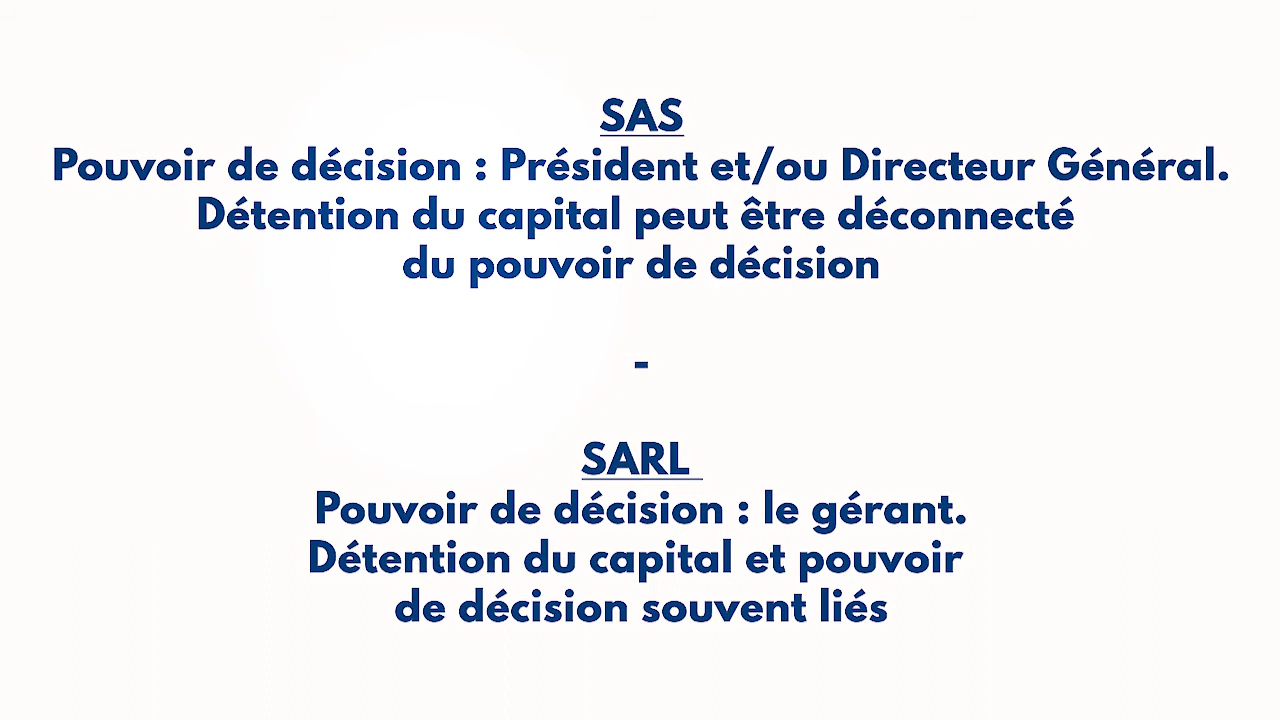 SAS
Pouvoir de décision : Président et/ou Directeur Général.
Détention du capital peut être déconnecté
du pouvoir de décision
-
SARL
Pouvoir de décision : le gérant.
Détention du capital et pouvoir
de décision souvent liés